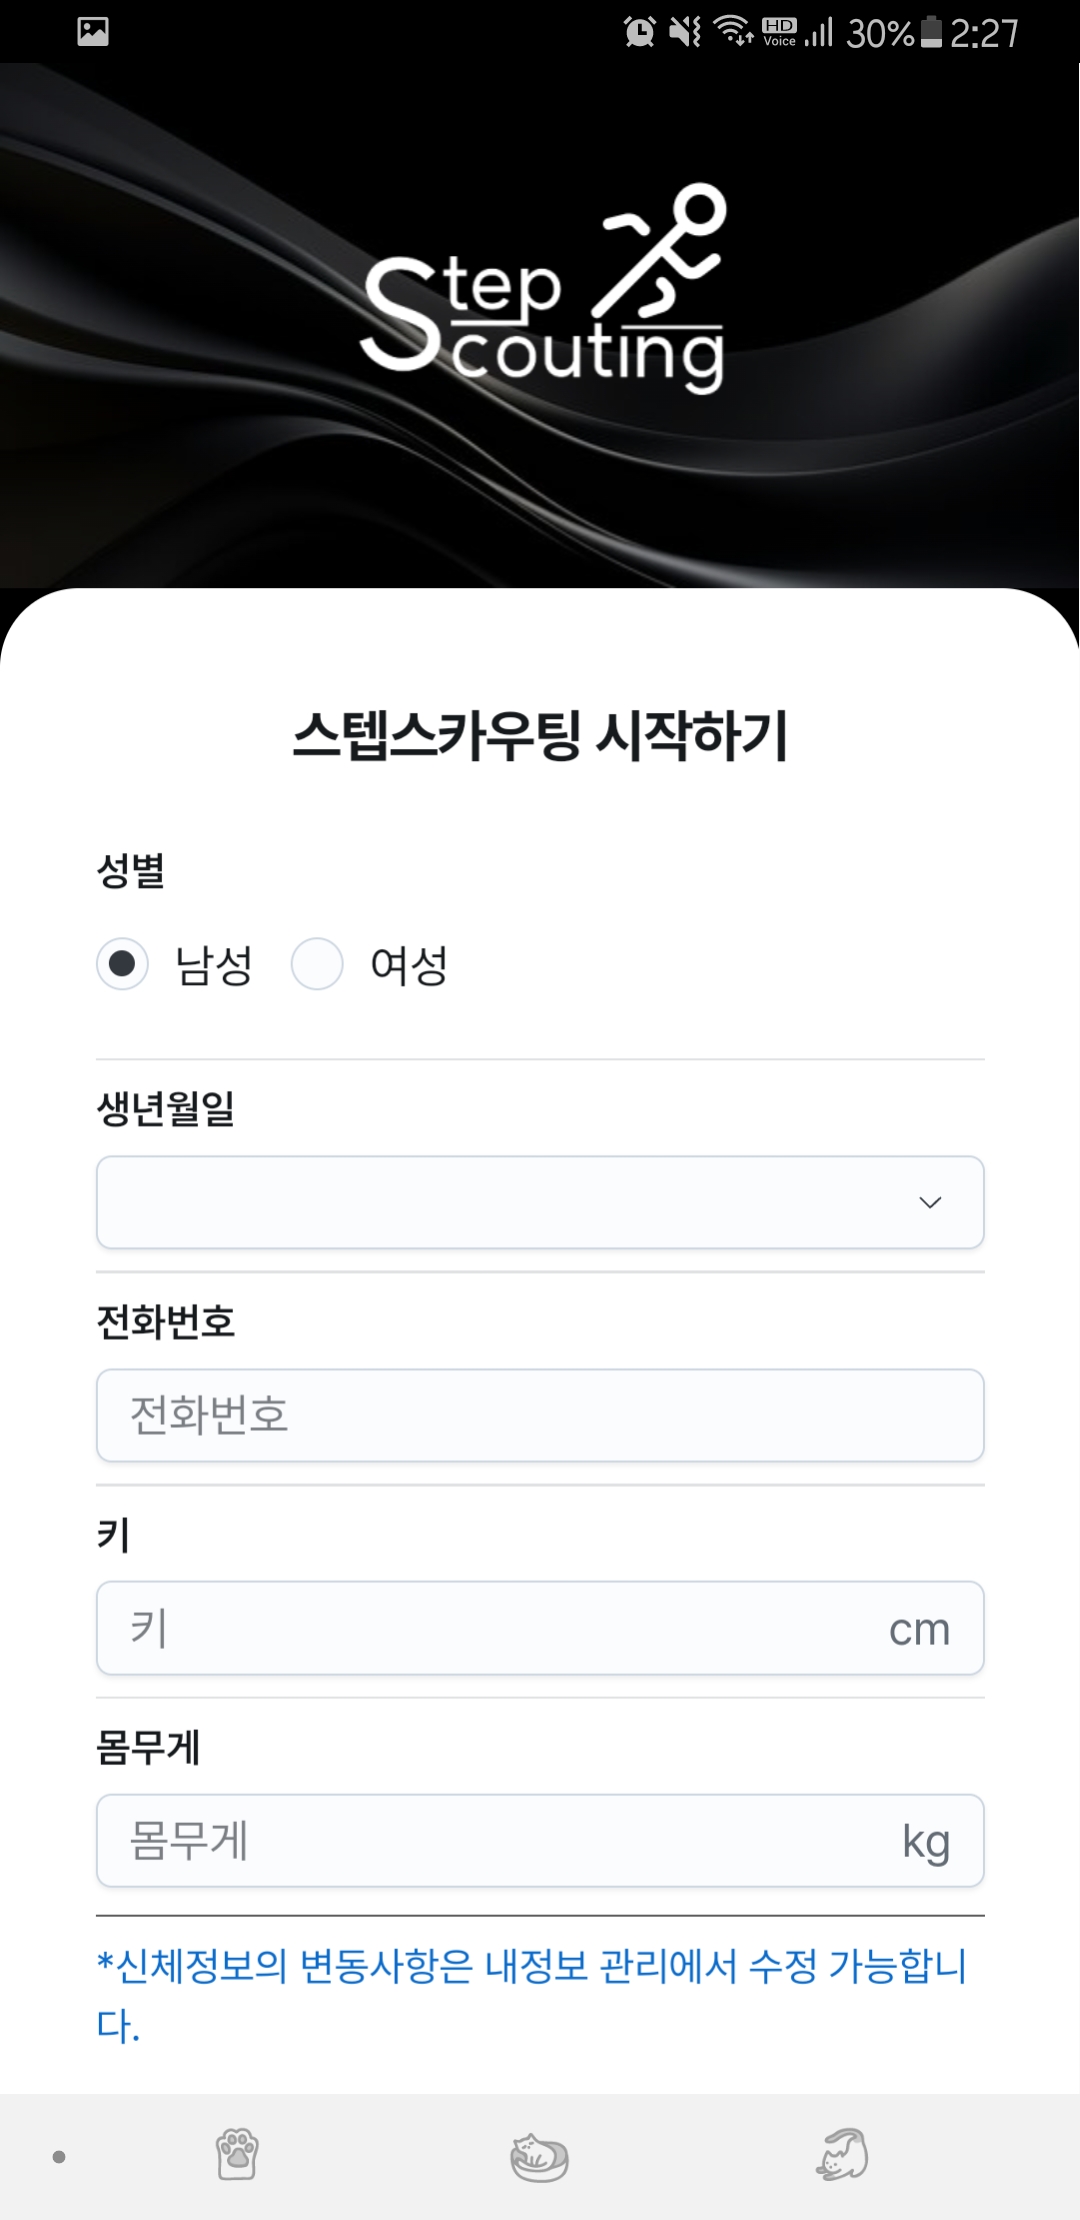 HD
Voice
30%
2:27
Step
Scouting
스텝스카우팅 시작하기
성별
남성
여성
생년월일
전화번호
전화번호
키
키
cm
몸무게
몸무게
kg
*신체정보의 변동사항은 내정보 관리에서 수정 가능합니
다.